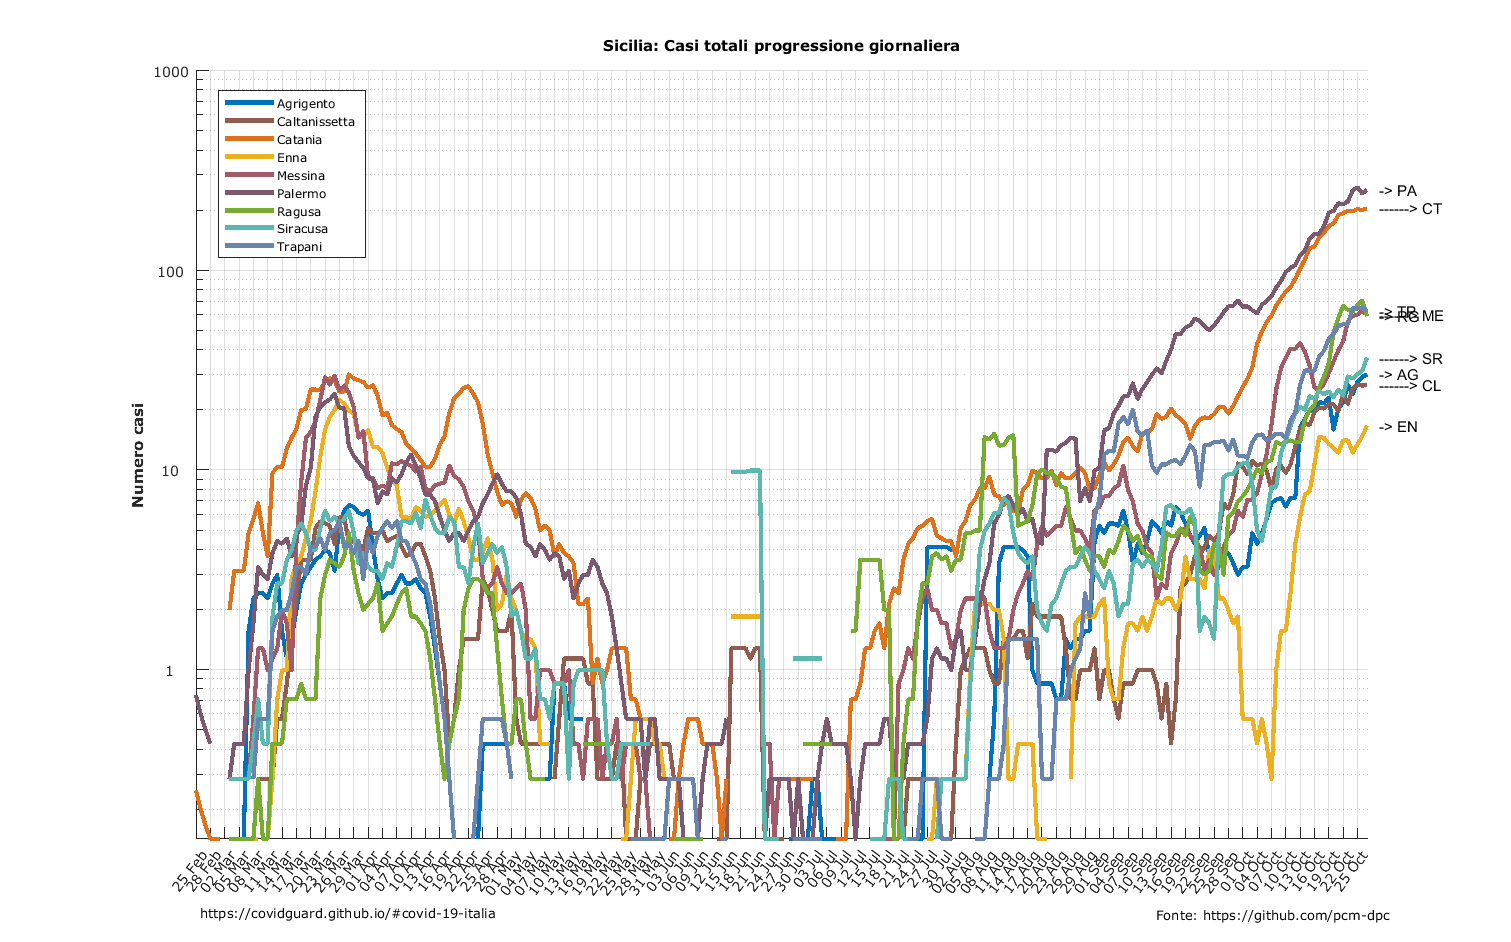 Sicilia: Casi totali progressione giornaliera
1000
100
10
1
Numero casi
Agrigento
Caltanissetta
Catania
Enna
Messina
Palermo
Ragusa
Siracusa
Trapani
-> PA
------> CT
-> TP
-> RG
ME
------> SR
-> AG
------> CL
-> EN
25 Feb
28 Feb
02 Mar
05 Mar
08 Mar
11 Mar
14 Mar
17 Mar
20 Mar
23 Mar
26 Mar
29 Mar
01 Apr
04 Apr
07 Apr
10 Apr
13 Apr
16 Apr
19 Apr
22 Apr
25 Apr
28 Apr
01 May
04 May
07 May
10 May
13 May
16 May
19 May
22 May
25 May
28 May
31 May
03 Jun
06 Jun
09 Jun
12 Jun
15 Jun
18 Jun
21 Jun
24 Jun
27 Jun
30 Jun
03 Jul
06 Jul
09 Jul
12 Jul
15 Jul
18 Jul
21 Jul
24 Jul
27 Jul
30 Jul
02 Aug
05 Aug
08 Aug
11 Aug
14 Aug
17 Aug
20 Aug
23 Aug
26 Aug
29 Aug
01 Sep
04 Sep
07 Sep
10 Sep
13 Sep
16 Sep
19 Sep
22 Sep
25 Sep
28 Sep
01 Oct
04 Oct
07 Oct
10 Oct
13 Oct
16 Oct
19 Oct
22 Oct
25 Oct
https://covidguard.github.io/#covid-19-italia
Fonte: https://github.com/pcm-dpc